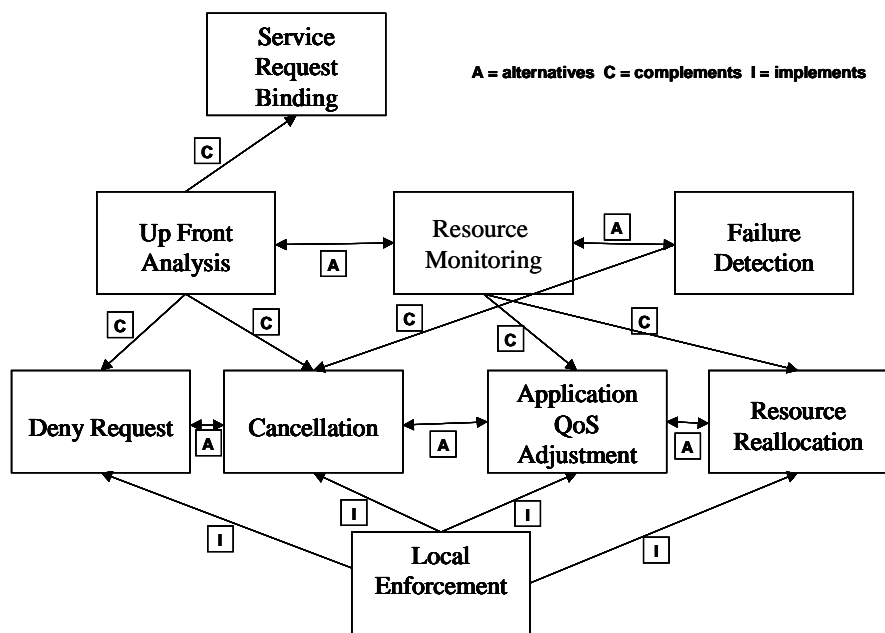 Service
Request
Binding
A = alternatives C = complements I = implements
C
Up Front
Analysis
A
Resource
Monitoring
A
Failure
Detection
C
C
C
C
C
Deny Request
A
Cancellation
A
Application
QoS
Adjustment
A
Resource
Reallocation
I
I
I
I
Local
Enforcement